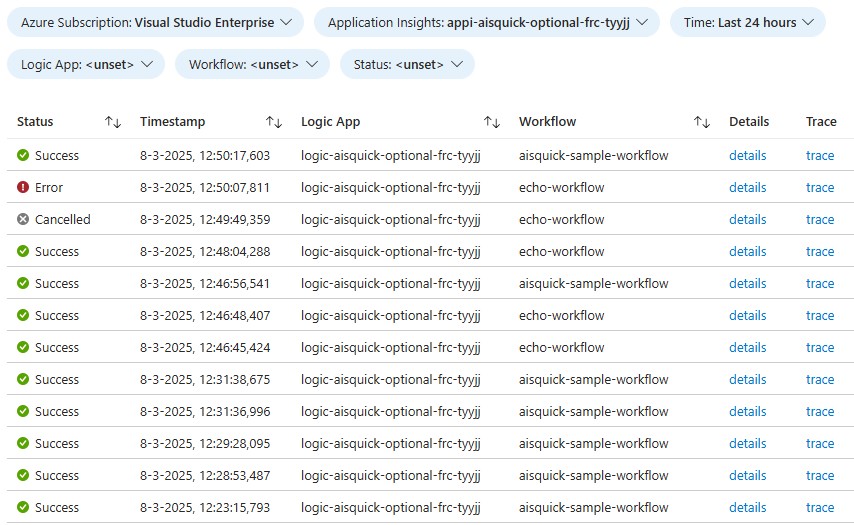 Azure Subscription: Visual Studio Enterprise Application Insights: appi-aisquick-optional-frc-tyyjj Time: Last 24 hours
Logic App: <unset> Workflow: <unset> Status: <unset>
Status Timestamp Logic App Workflow Details Trace
Success 8-3-2025, 12:50:17,603 logic-aisquick-optional-frc-tyyjj aisquick-sample-workflow details trace
Error 8-3-2025, 12:50:07,811 logic-aisquick-optional-frc-tyyjj echo-workflow details trace
Cancelled 8-3-2025, 12:49:49,359 logic-aisquick-optional-frc-tyyjj echo-workflow details trace
Success 8-3-2025, 12:48:04,288 logic-aisquick-optional-frc-tyyjj echo-workflow details trace
Success 8-3-2025, 12:46:56,541 logic-aisquick-optional-frc-tyyjj aisquick-sample-workflow details trace
Success 8-3-2025, 12:46:48,407 logic-aisquick-optional-frc-tyyjj echo-workflow details trace
Success 8-3-2025, 12:46:45,424 logic-aisquick-optional-frc-tyyjj echo-workflow details trace
Success 8-3-2025, 12:31:38,675 logic-aisquick-optional-frc-tyyjj aisquick-sample-workflow details trace
Success 8-3-2025, 12:31:36,996 logic-aisquick-optional-frc-tyyjj aisquick-sample-workflow details trace
Success 8-3-2025, 12:29:28,095 logic-aisquick-optional-frc-tyyjj aisquick-sample-workflow details trace
Success 8-3-2025, 12:28:53,487 logic-aisquick-optional-frc-tyyjj aisquick-sample-workflow details trace
Success 8-3-2025, 12:23:15,793 logic-aisquick-optional-frc-tyyjj aisquick-sample-workflow details trace